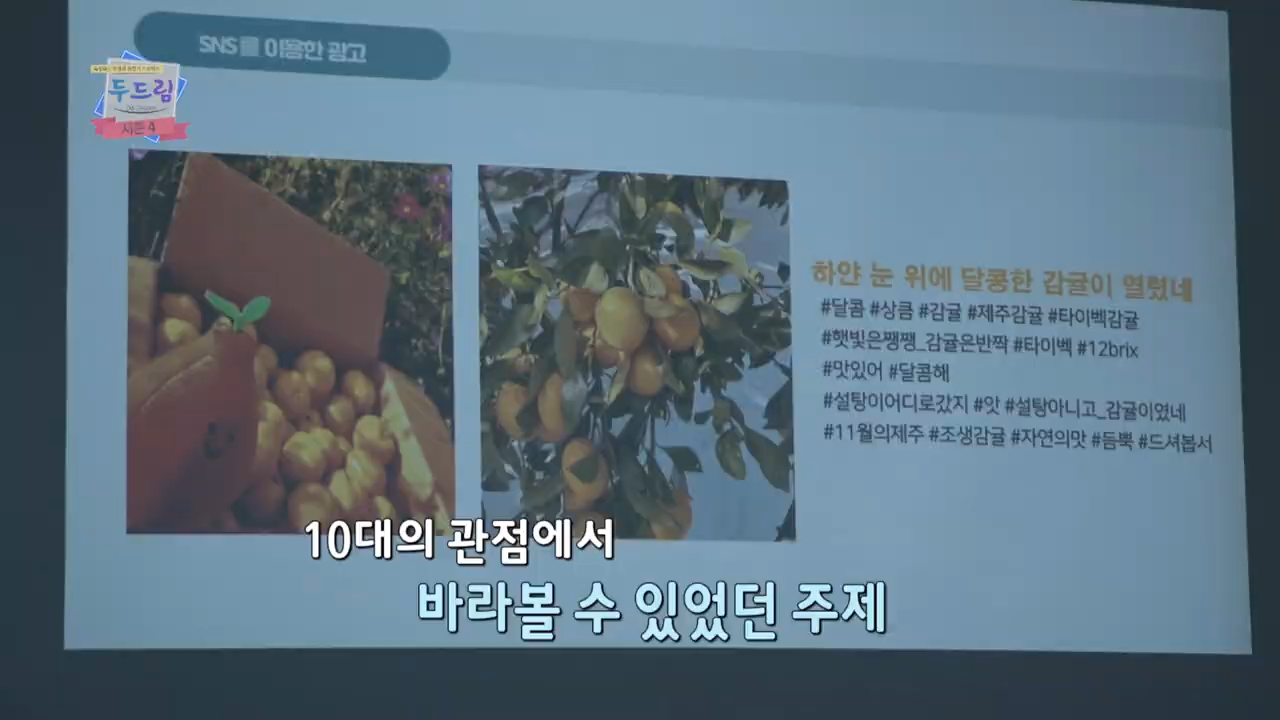 SNS를 이용한 광고
두드림
시즌 4
하얀 눈 위에 달콩한 감귤이 열렸네
#달콤 #상큼 #감귤 #제주감귤 #타이벡감귤
#햇빛은쨍쨍_감귤은반짝 #타이벡 #12brix
#맛있어 #달콤해
#설탕이어디로갔지 #앗 #설탕아니고_감귤이였네
#11월의제주 #조생감귤 #자연의맛 #듬뿍 #드셔봅서
10대의 관점에서
바라볼 수 있었던 주제